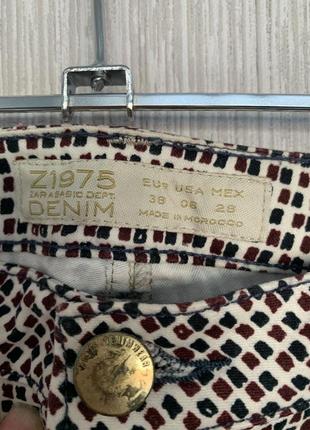 Z1975
ZARA BASIC DEPT.
DENIM
EUR USA MEX
38 06 28
MADE IN MOROCCO